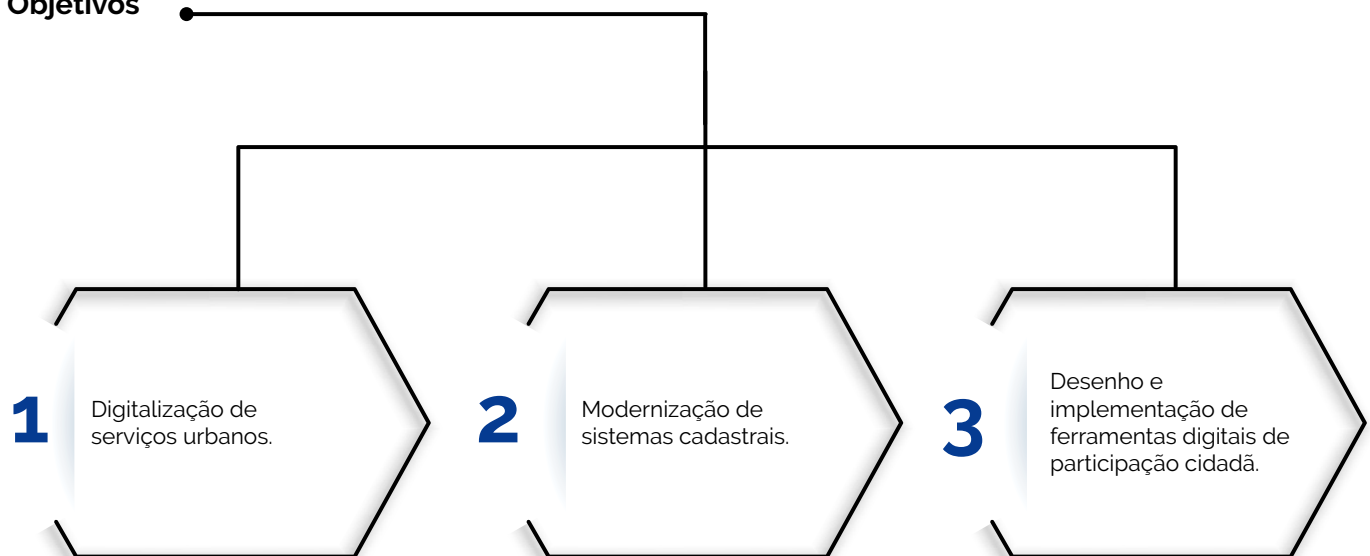 Objetivos
1
Digitalização de
serviços urbanos.
2
Modernização de
sistemas cadastrais.
3
Desenho e
implementação de
ferramentas digitais de
participação cidadã.